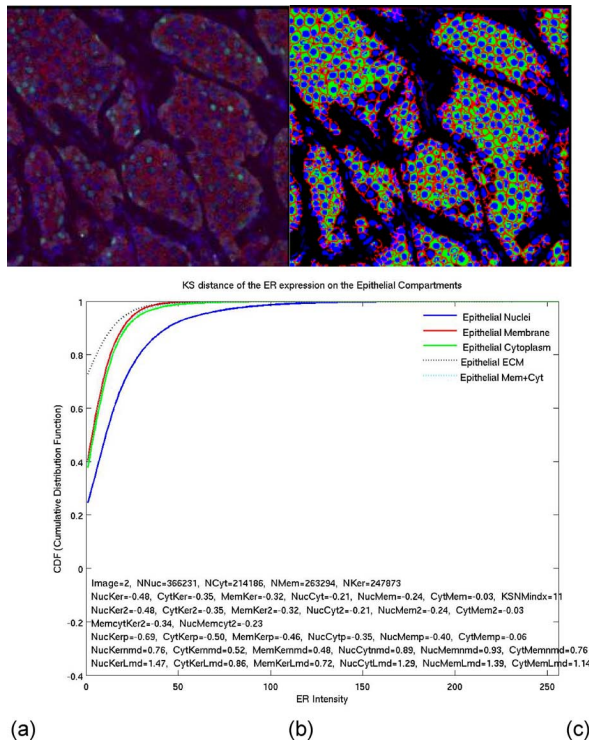 KS distance of the ER expression on the Epithelial Compartments
CDF (Cumulative Distribution Function)
1
0.8
0.6
0.4
0.2
0
-0.2
-0.4
Epithelial Nuclei
Epithelial Membrane
Epithelial Cytoplasm
Epithelial ECM
Epithelial Mem+Cyt
Image=2, NNuc=366231, NCyt=214186, NMem=263294, NKer=247873
NucKer=-0.48, CytKer=-0.35, MemKer=-0.32, NucCyt=-0.21, NucMem=-0.24, CytMem=-0.03, KSNMindx=11
NucKer2=-0.48, CytKer2=-0.35, MemKer2=-0.32, NucCyt2=-0.21, NucMem2=-0.24, CytMem2=-0.03
MemcytKer2=-0.34, NucMemcyt2=-0.23
NucKerp=-0.69, CytKerp=-0.50, MemKerp=-0.46, NucCytp=-0.35, NucMemp=-0.40, CytMemp=-0.06
NucKernmd=0.76, CytKernmd=0.52, MemKernmd=0.48, NucCytnmd=0.89, NucMemnmd=0.93, CytMemnmd=0.76
NucKerLmd=1.47, CytKerLmd=0.86, MemKerLmd=0.72, NucCytLmd=1.29, NucMemLmd=1.39, CytMemLmd=1.14
0 50 100 150 200 250
ER Intensity
(a) (b) (c)